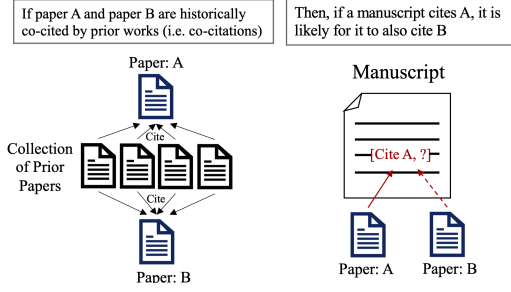 If paper A and paper B are historically
co-cited by prior works (i.e. co-citations)
Then, if a manuscript cites A, it is
likely for it to also cite B
Paper: A
Cite
Collection
of Prior
Papers
Cite
Paper: B
Manuscript
[Cite A, ?]
Paper: A
Paper: B